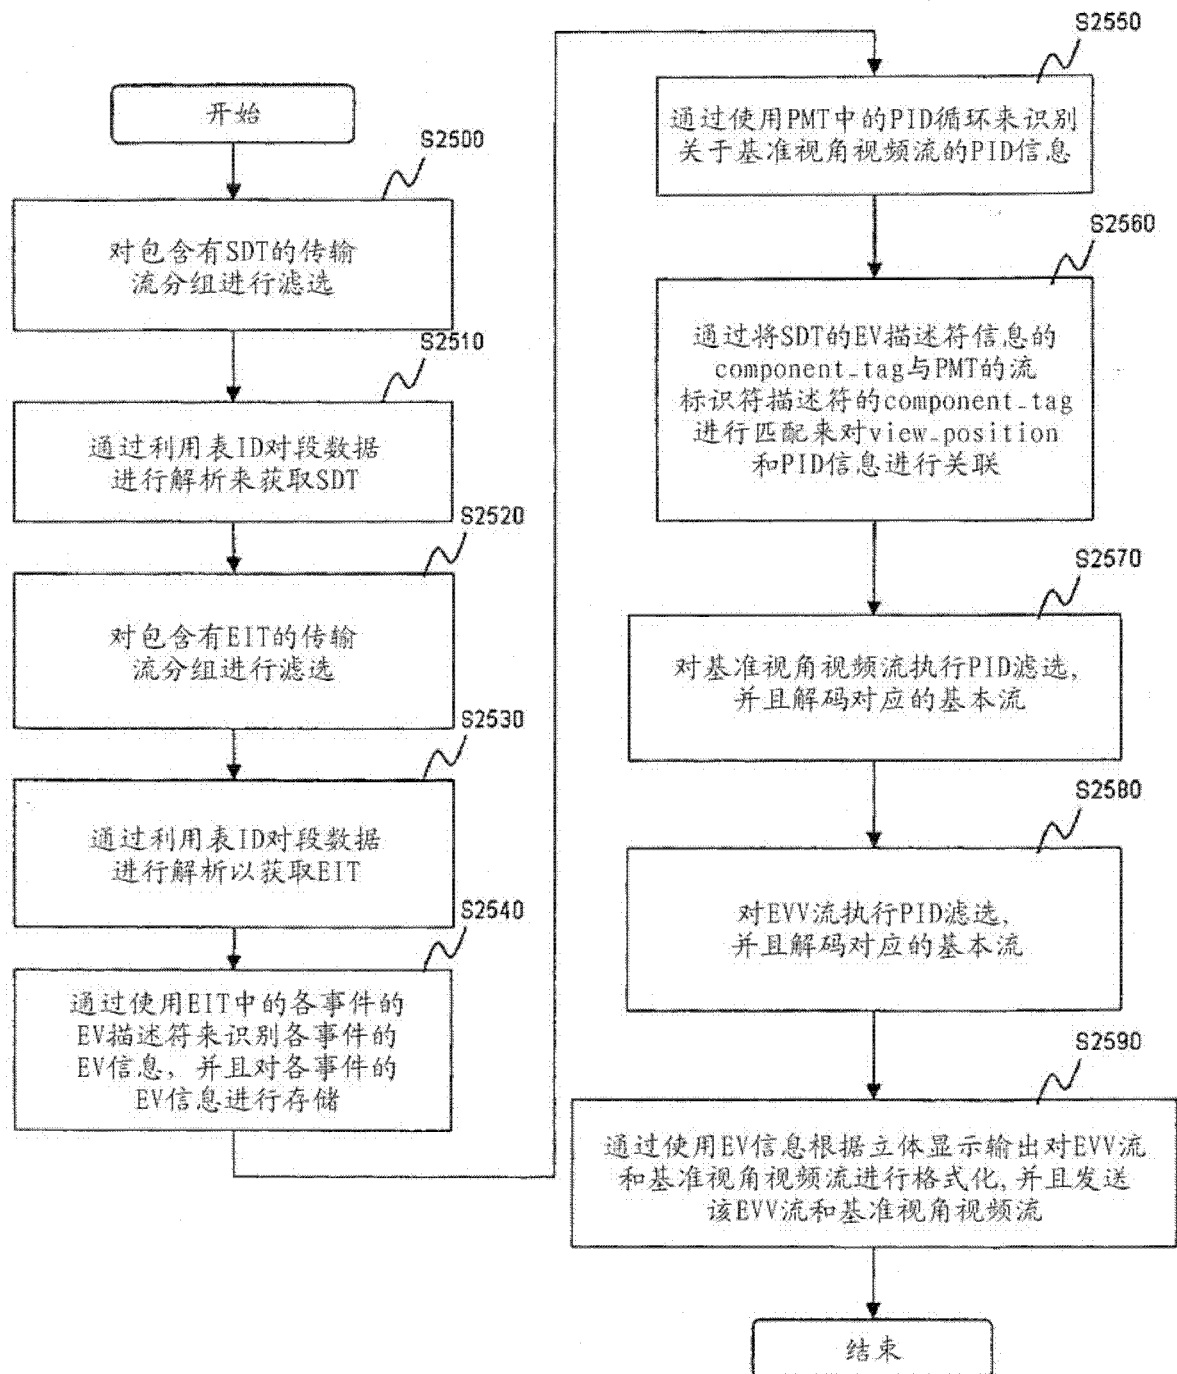 开始
S2500
对包含有SDT的传输
流分组进行滤选
S2510
通过利用表ID对段数据
进行解析来获取SDT
S2520
对包含有EIT的传输
流分组进行滤选
S2530
通过利用表ID对段数据
进行解析以获取EIT
S2540
通过使用EIT中的各事件的
EV描述符来识别各事件的
EV信息，并且对各事件的
EV信息进行存储
S2550
通过使用PMT中的PID循环来识别
关于基准视角视频流的PID信息
S2560
通过将SDT的EV描述符信息的
component_tag与PMT的流
标识符描述符的component_tag
进行匹配来对view_position
和PID信息进行关联
S2570
对基准视角视频流执行PID滤选,
并且解码对应的基本流
S2580
对EVV流执行PID滤选,
并且解码对应的基本流
S2590
通过使用EV信息根据立体显示输出对EVV流
和基准视角视频流进行格式化,并且发送
该EVV流和基准视角视频流
结束